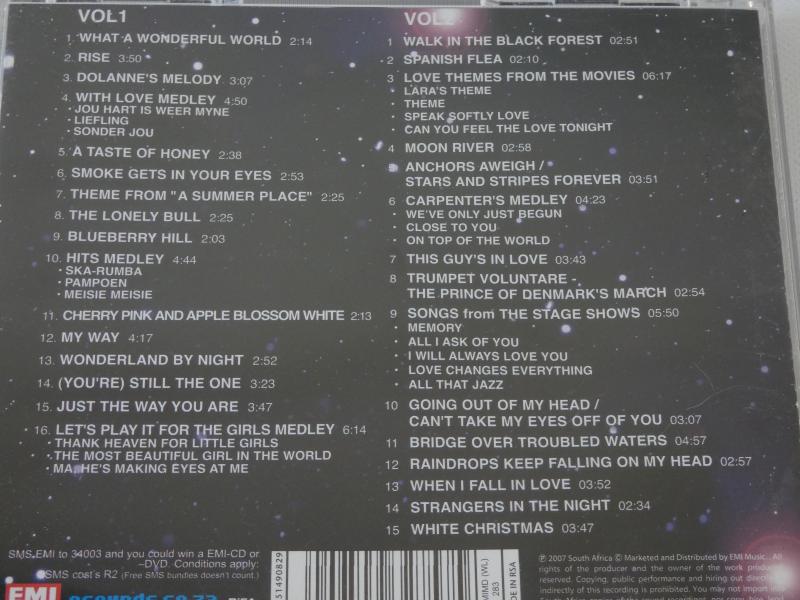 VOL1
1. WHAT A WONDERFUL WORLD 2:14
2. RISE 3:50
3. DOLANNE'S MELODY 3:07
4. WITH LOVE MEDLEY 4:50
· JOU HART IS WEER MYNE
· LIEFLING
· SONDER JOU
5. A TASTE OF HONEY 2:38
6. SMOKE GETS IN YOUR EYES 2:53
7. THEME FROM "A SUMMER PLACE" 2:25
8. THE LONELY BULL 2:25
9. BLUEBERRY HILL 2:03
10. HITS MEDLEY 4:44
· SKA-RUMBA
· PAMPOEN
· MEISIE MEISIE
11. CHERRY PINK AND APPLE BLOSSOM WHITE 2:13
12. MY WAY 4:17
13. WONDERLAND BY NIGHT 2:52
14. (YOU'RE) STILL THE ONE 3:23
15. JUST THE WAY YOU ARE 3:47
16. LET'S PLAY IT FOR THE GIRLS MEDLEY 6:14
· THANK HEAVEN FOR LITTLE GIRLS
· THE MOST BEAUTIFUL GIRL IN THE WORLD
· MA, HE'S MAKING EYES AT ME
VOL2
1 WALK IN THE BLACK FOREST 02:51
2 SPANISH FLEA 02:10
3 LOVE THEMES FROM THE MOVIES 06:17
· LARA'S THEME
· THEME
· SPEAK SOFTLY LOVE
· CAN YOU FEEL THE LOVE TONIGHT
4 MOON RIVER 02:58
5 ANCHORS AWEIGH /
STARS AND STRIPES FOREVER 03:51
6 CARPENTER'S MEDLEY 04:23
· WE'VE ONLY JUST BEGUN
· CLOSE TO YOU
· ON TOP OF THE WORLD
7 THIS GUY'S IN LOVE 03:43
8 TRUMPET VOLUNTARE -
THE PRINCE OF DENMARK'S MARCH 02:54
9 SONGS from THE STAGE SHOWS 05:50
· MEMORY
· ALL I ASK OF YOU
· I WILL ALWAYS LOVE YOU
· LOVE CHANGES EVERYTHING
· ALL THAT JAZZ
10 GOING OUT OF MY HEAD /
CAN'T TAKE MY EYES OFF OF YOU 03:07
11 BRIDGE OVER TROUBLED WATERS 04:57
12 RAINDROPS KEEP FALLING ON MY HEAD 02:57
13 WHEN I FALL IN LOVE 03:52
14 STRANGERS IN THE NIGHT 02:34
15 WHITE CHRISTMAS 03:47
SMS EMI to 34003 and you could win a EMI-CD or
-DVD. Conditions apply:
SMS cost's R2 (Free SMS bundles doesn't count.)
EMI
51490829
MIMD (WL)
283
DE IN RSA
℗ 2007 South Africa © Marketed and Distributed by EMI Music... All
rights of the producer and the owner of the work
reserved. Copying, public performance and hiring out
indirectly of this recording is prohibited. You may not import